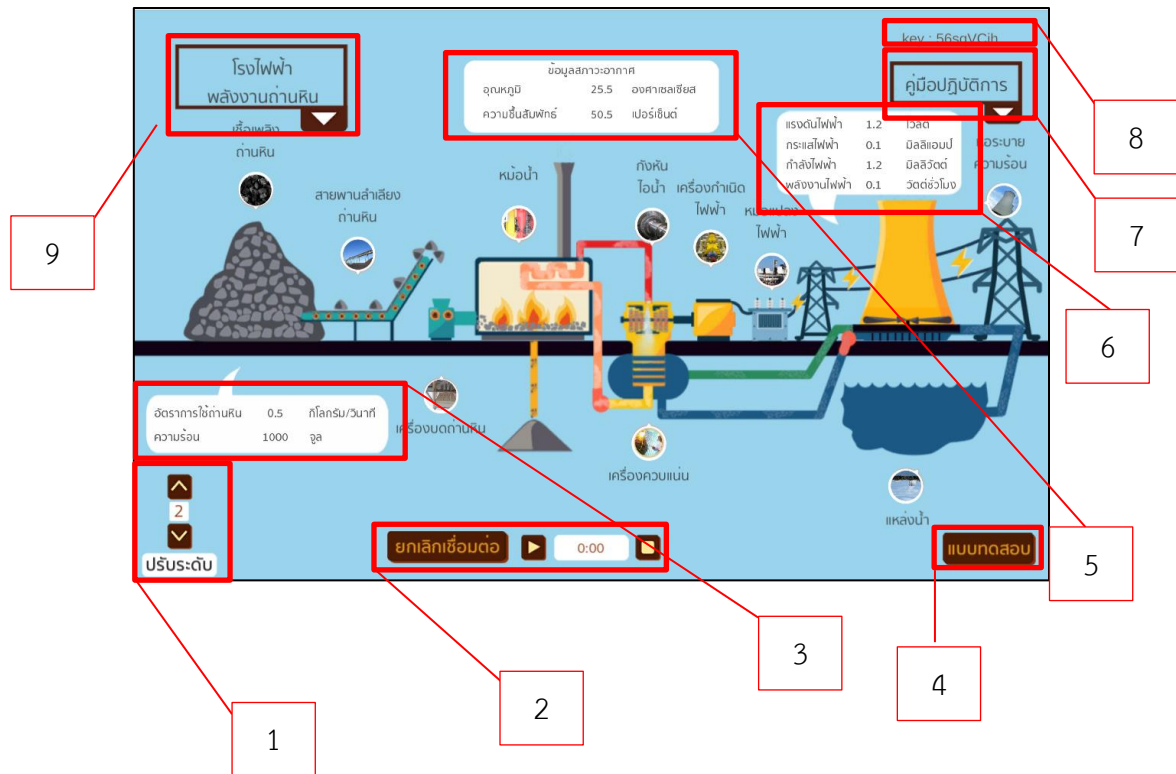 key : 56sgVCjh
โรงไฟฟ้า
พลังงานถ่านหิน
ข้อมูลสภาวะอากาศ
อุณหภูมิ 25.5 องศาเซลเซียส
ความชื้นสัมพัทธ์ 50.5 เปอร์เซ็นต์
คู่มือปฏิบัติการ
แรงดันไฟฟ้า 1.2 โวลต์
กระแสไฟฟ้า 0.1 มิลลิแอมป์
กำลังไฟฟ้า 1.2 มิลลิวัตต์
พลังงานไฟฟ้า 0.1 วัตต์ชั่วโมง
เชื้อเพลิง
ถ่านหิน
สายพานลำเลียง
ถ่านหิน
หม้อน้ำ
กังหัน
ไอน้ำ
เครื่องกำเนิด
ไฟฟ้า
หม้อแปลง
ไฟฟ้า
หอระบาย
ความร้อน
8
9
7
6
อัตราการใช้ถ่านหิน 0.5 กิโลกรัม/วินาที
ความร้อน 1000 จูล
เครื่องบดถ่านหิน
เครื่องควบแน่น
แหล่งน้ำ
2
ปรับระดับ
ยกเลิกเชื่อมต่อ
0:00
แบบทดสอบ
5
3
4
2
1